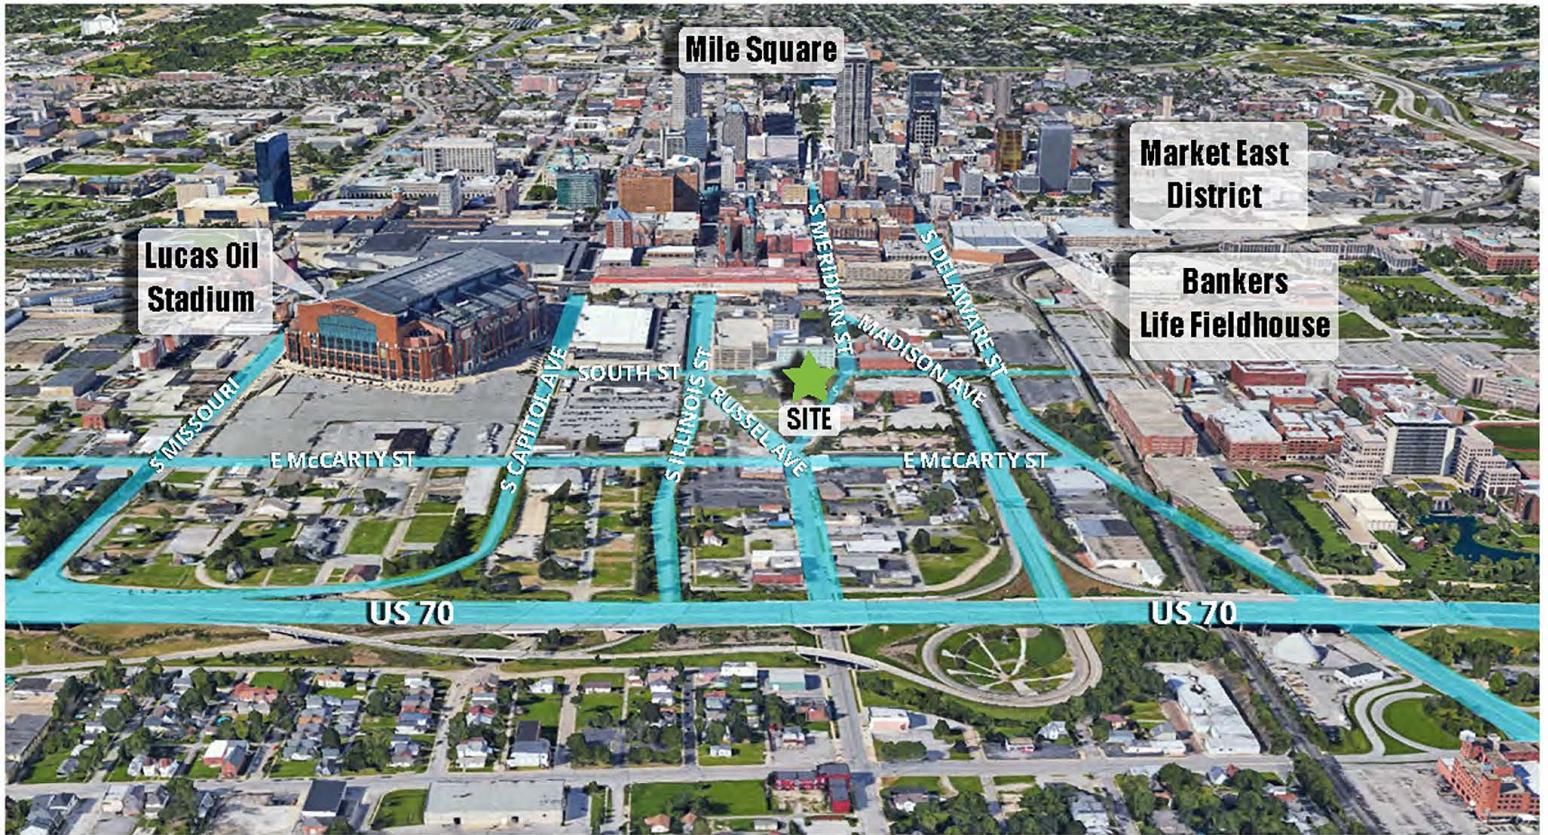 Mile Square
Market East
District
Lucas Oil
Stadium
Bankers
Life Fieldhouse
S MERIDIAN ST
S DELAWARE ST
MADISON AVE
SOUTH ST
S MISSOURI
S CAPITOL AVE
S ILLINOIS ST
RUSSEL AVE
SITE
E McCARTY ST
E McCARTY ST
US 70
US 70